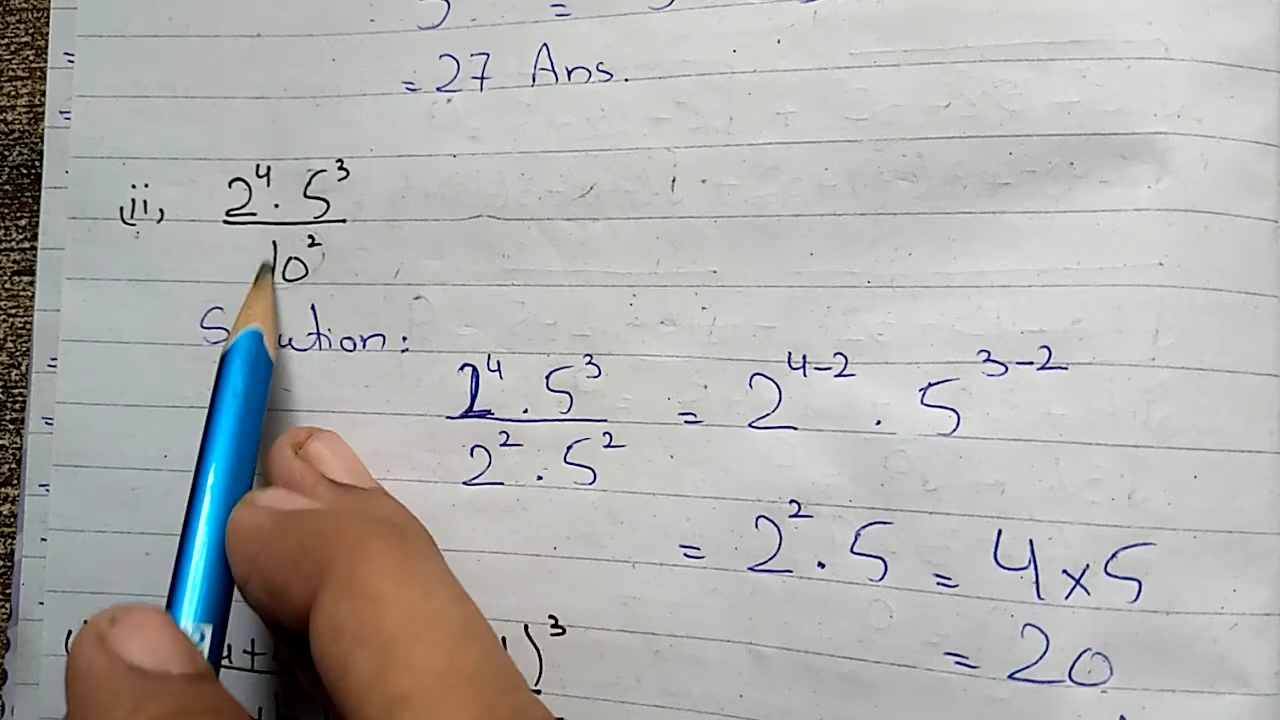 =
= 27 Ans.
ii, 2⁴ . 5³ / 10²
Solution:
2⁴ . 5³ / 2² . 5² = 2⁴⁻² . 5³⁻²
= 2² . 5 = 4 × 5
= 20
)³